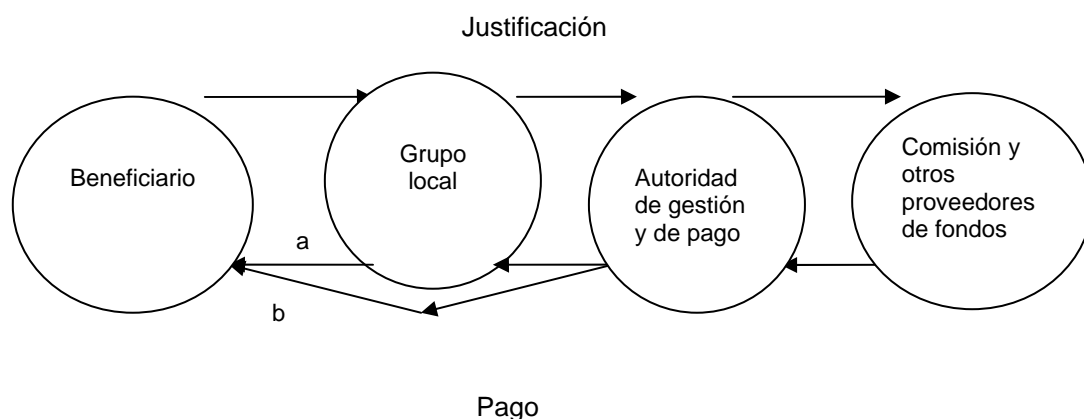 Justificación
Beneficiario
Grupo
local
Autoridad
de gestión
y de pago
Comisión y
otros
proveedores
de fondos
a
b
Pago